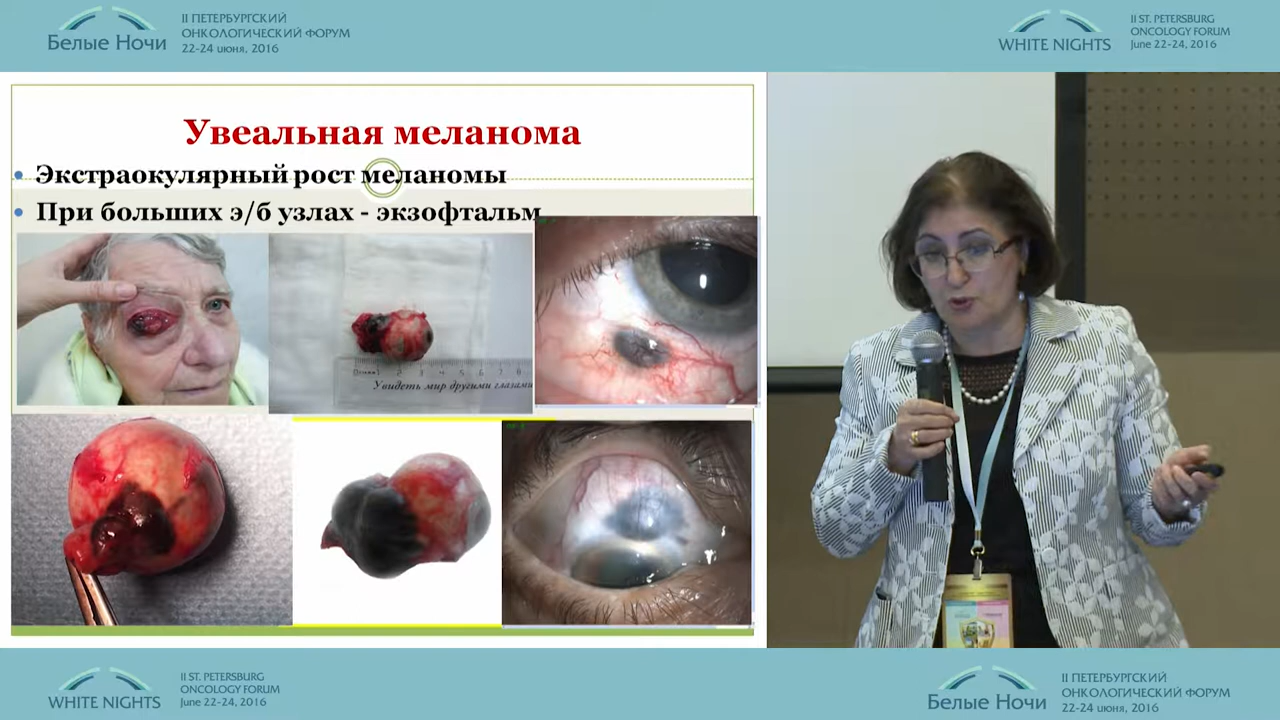 Белые Ночи
II ПЕТЕРБУРГСКИЙ
ОНКОЛОГИЧЕСКИЙ ФОРУМ
22-24 июня, 2016
WHITE NIGHTS
II ST. PETERSBURG
ONCOLOGY FORUM
June 22-24, 2016
Увеальная меланома
• Экстраокулярный рост меланомы
• При больших э/б узлах - экзофтальм
Увидеть мир другими глазами
WHITE NIGHTS
II ST. PETERSBURG
ONCOLOGY FORUM
June 22-24, 2016
Белые Ночи
II ПЕТЕРБУРГСКИЙ
ОНКОЛОГИЧЕСКИЙ ФОРУМ
22-24 июня, 2016